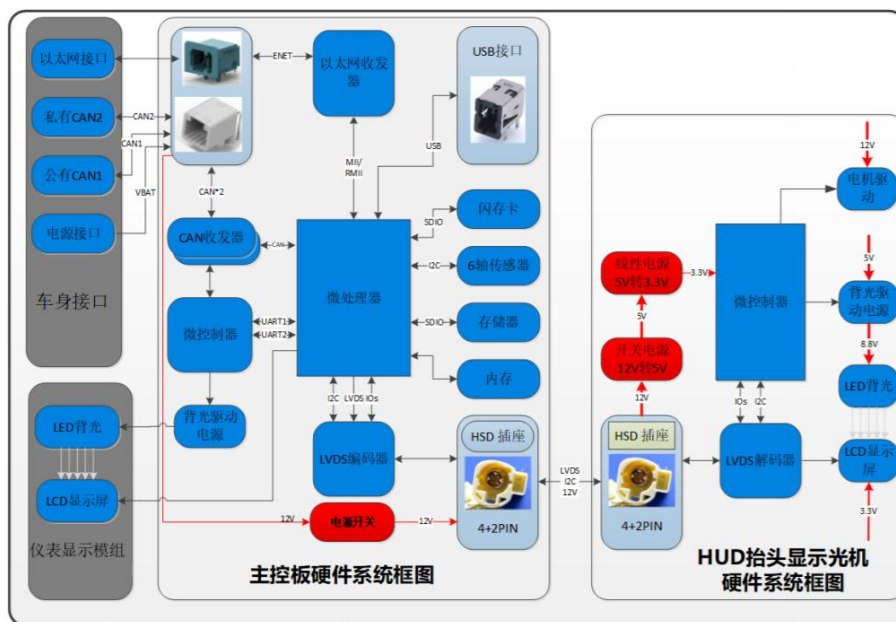 以太网接口
私有CAN2
公有CAN1
电源接口
车身接口
CAN2
CAN1
VBAT
ENET
以太网收发
器
USB接口
USB
MII/
RMII
CAN*2
CAN收发器
CAN
微控制器
UART1
UART2
背光驱动
电源
微处理器
SDIO
闪存卡
I2C
6轴传感器
SDIO
存储器
内存
I2C
LVDS
IOs
LVDS编码器
HSD 插座
4+2PIN
12V
电源开关
12V
主控板硬件系统框图
LED背光
LCD显示屏
仪表显示模组
LVDS
I2C
12V
HSD 插座
4+2PIN
12V
开关电源
12V转5V
5V
线性电源
5V转3.3V
3.3V
微控制器
IOs
I2C
LVDS解码器
12V
电机驱
动
5V
背光驱
动电源
8.8V
LED背光
LCD显示
屏
3.3V
HUD抬头显示光机
硬件系统框图